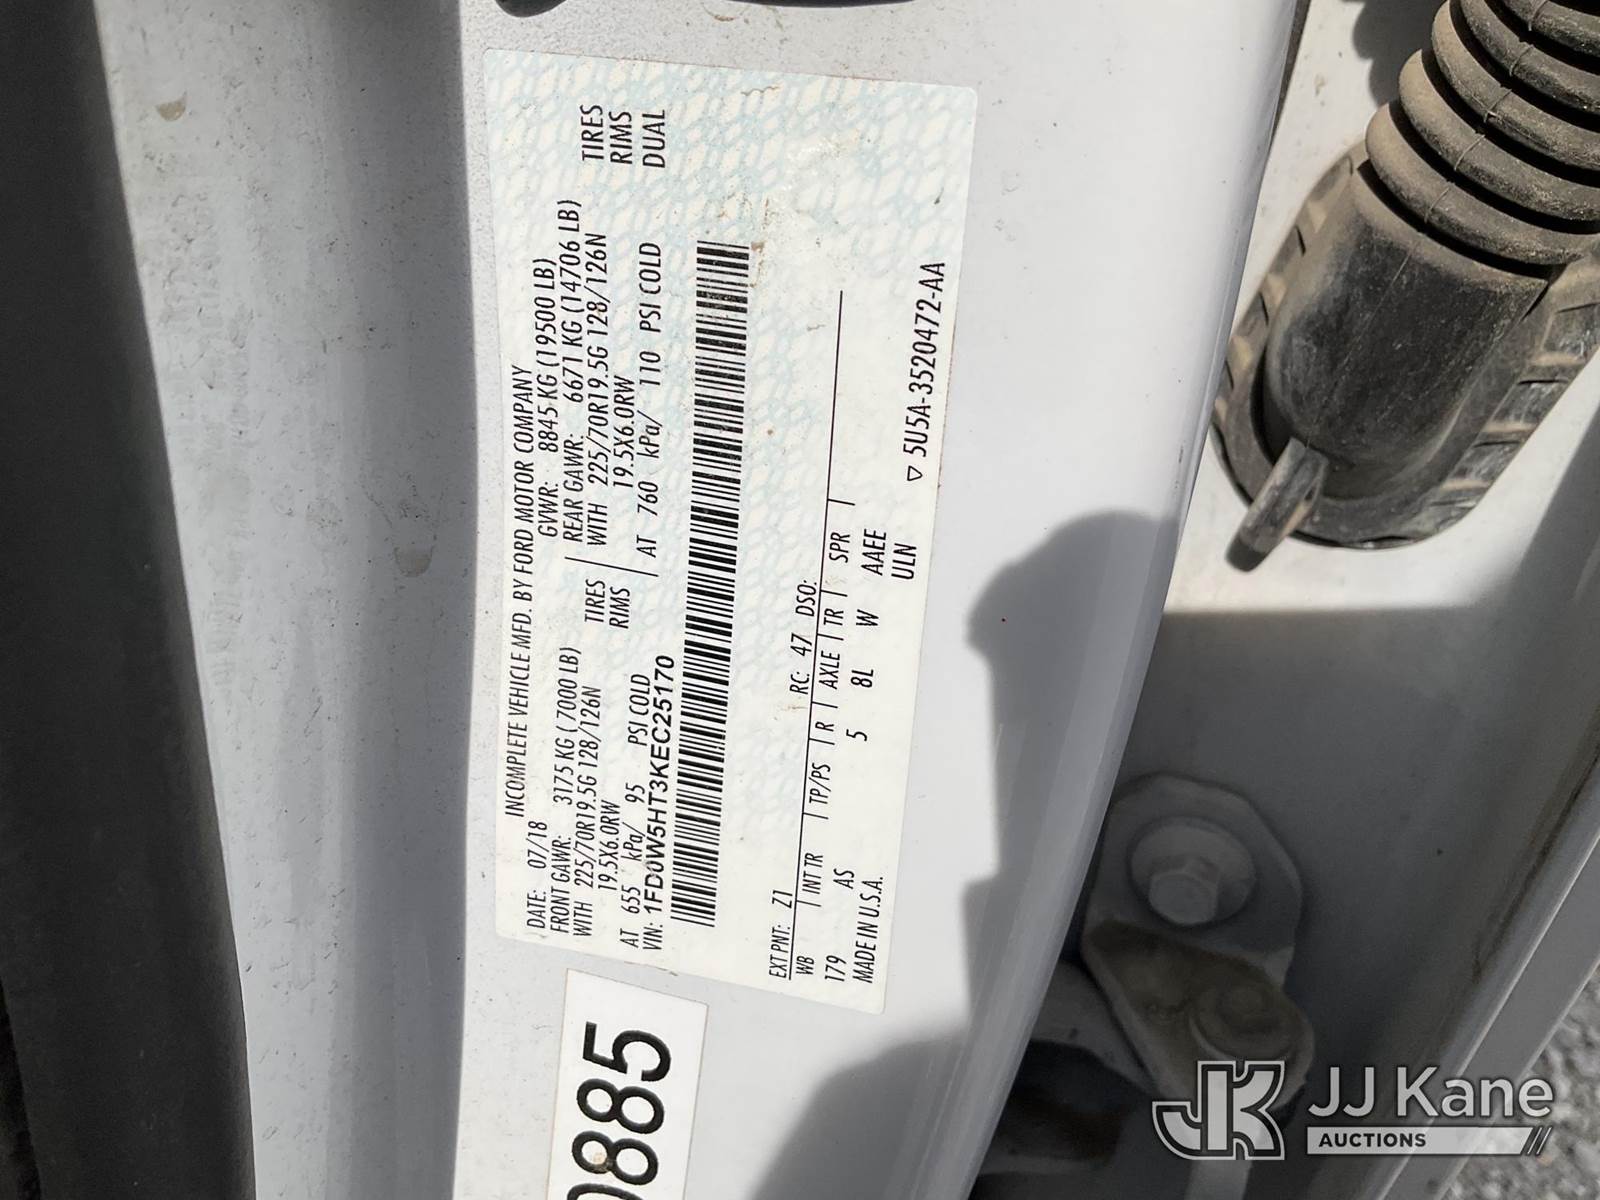 INCOMPLETE VEHICLE MFD. BY FORD MOTOR COMPANY
DATE: 07/18 GVWR: 8845 KG (19500 LB)
FRONT GAWR: 3175 KG (7000 LB) REAR GAWR: 6671 KG (14706 LB)
WITH 225/70R19.5G 128/126N TIRES WITH 225/70R19.5G 128/126N TIRES
19.5X6.0RW RIMS 19.5X6.0RW RIMS
AT 655 kPa/ 95 PSI COLD AT 760 kPa/ 110 PSI COLD DUAL
VIN: 1FD0W5HT3KEC25170
EXT PNT: Z1 RC: 47 DSO:
WB INT TR TP/PS R AXLE TR SPR
179 AS 5 8L W AAEE
MADE IN U.S.A. ULN
▽ 5U5A-3520472-AA
0885
JK JJ Kane
AUCTIONS